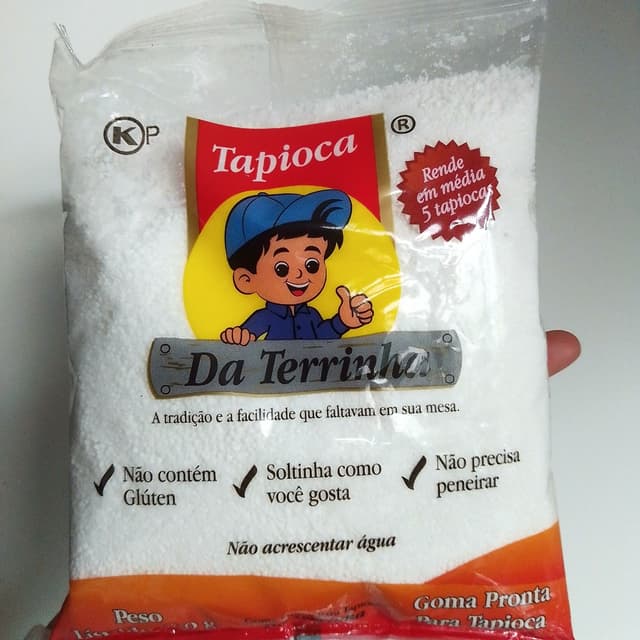 K P
Tapioca
®
Rende
em média
5 tapiocas
Da Terrinha
A tradição e a facilidade que faltavam em sua mesa.
Não contém
Glúten
Soltinha como
você gosta
Não precisa
peneirar
Não acrescentar água
Peso
Goma Pronta
Para Tapioca